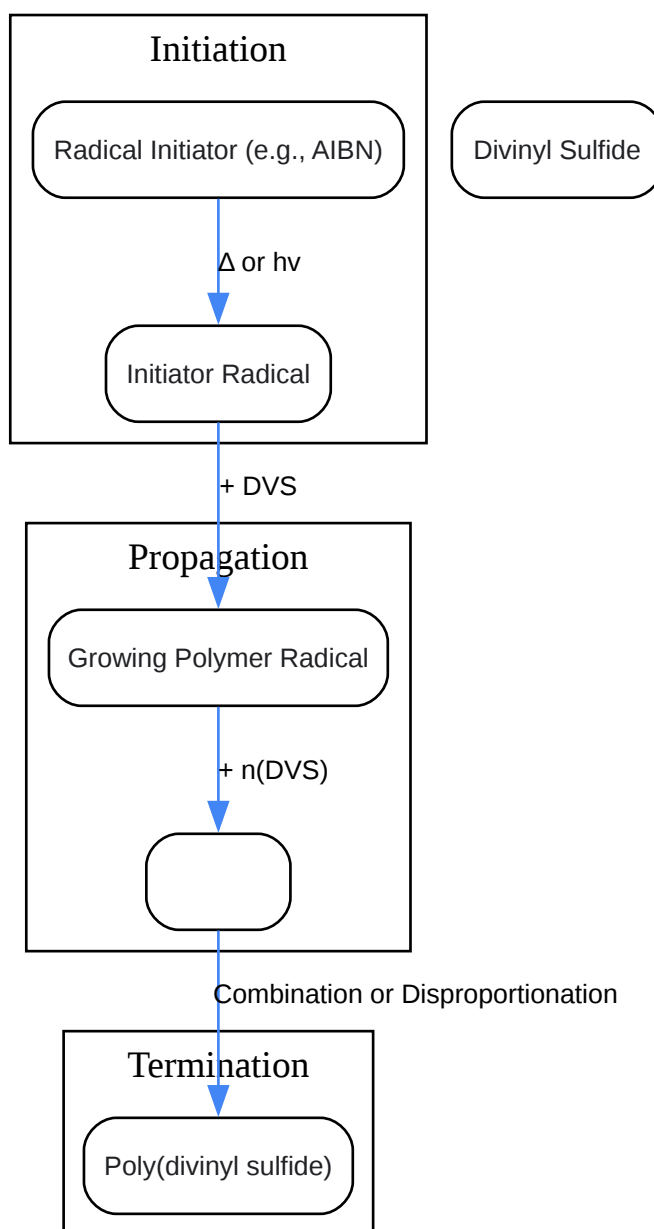 Initiation
Radical Initiator (e.g., AIBN)
Divinyl Sulfide
Δ or hv
Initiator Radical
+ DVS
Propagation
Growing Polymer Radical
+ n(DVS)
Combination or Disproportionation
Termination
Poly(divinyl sulfide)